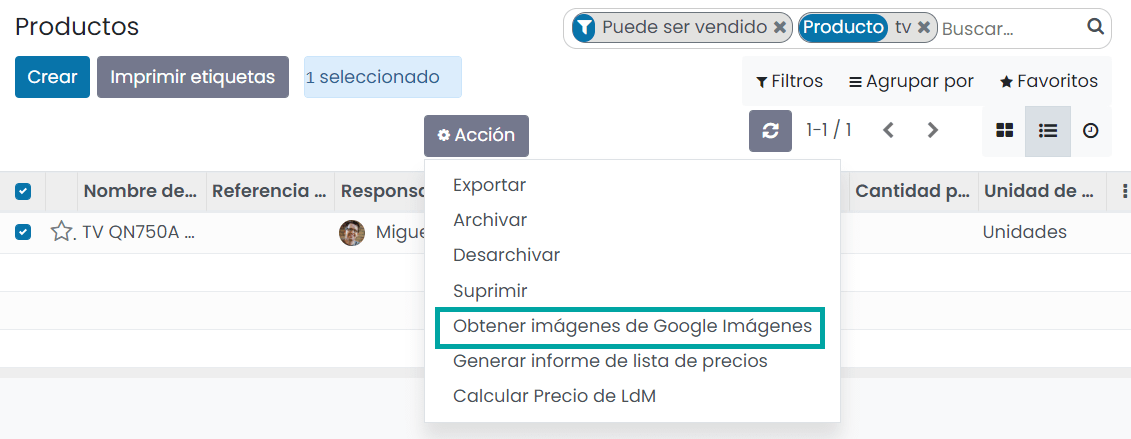 Productos
Puede ser vendido Producto tv Buscar...
Crear Imprimir etiquetas 1 seleccionado
Filtros Agrupar por Favoritos
Acción 1-1 / 1
Nombre de... Referencia ... Responsa Cantidad p... Unidad de ...
TV QN750A ... Migue Unidades
Exportar
Archivar
Desarchivar
Suprimir
Obtener imágenes de Google Imágenes
Generar informe de lista de precios
Calcular Precio de LdM